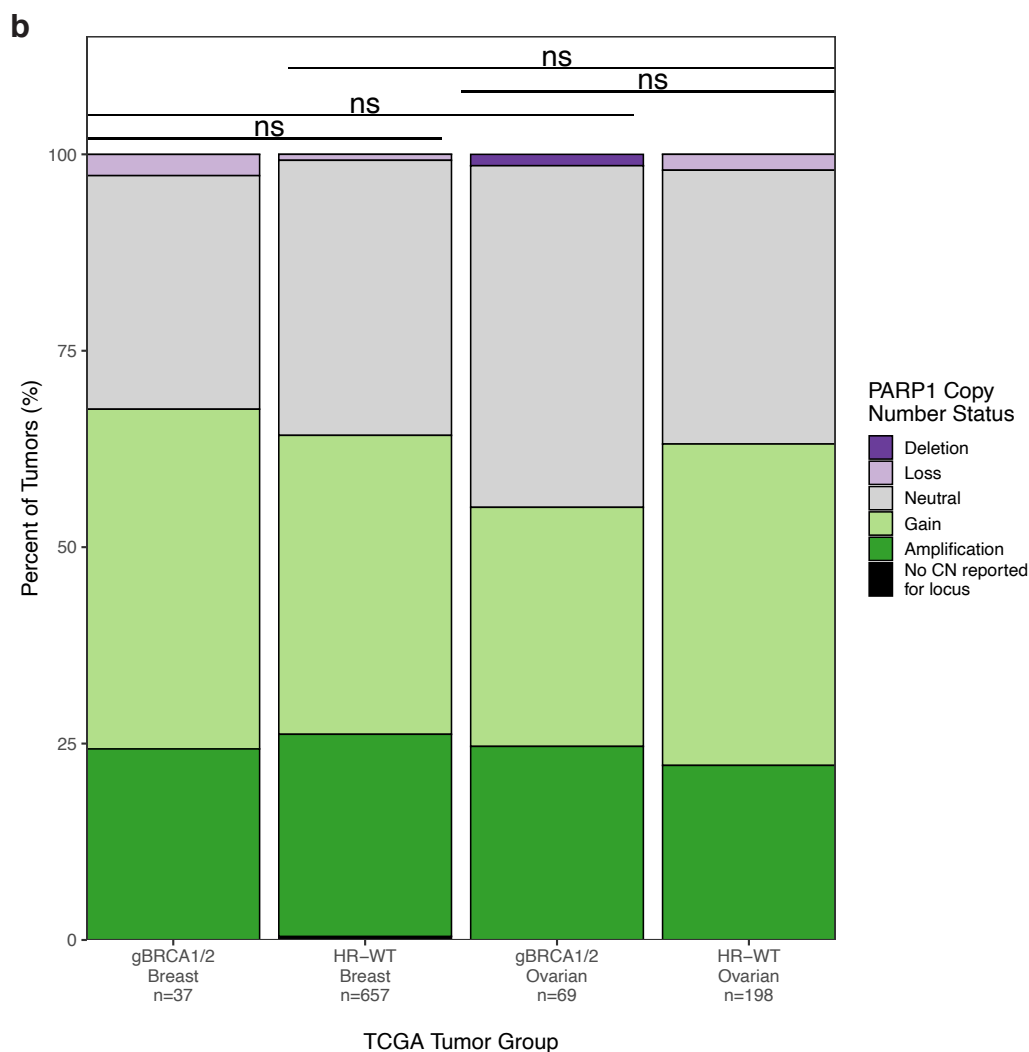 b
ns
ns
ns
ns
100
75
50
25
0
Percent of Tumors (%)
gBRCA1/2
Breast
n=37
HR−WT
Breast
n=657
gBRCA1/2
Ovarian
n=69
HR−WT
Ovarian
n=198
TCGA Tumor Group
PARP1 Copy
Number Status
Deletion
Loss
Neutral
Gain
Amplification
No CN reported
for locus